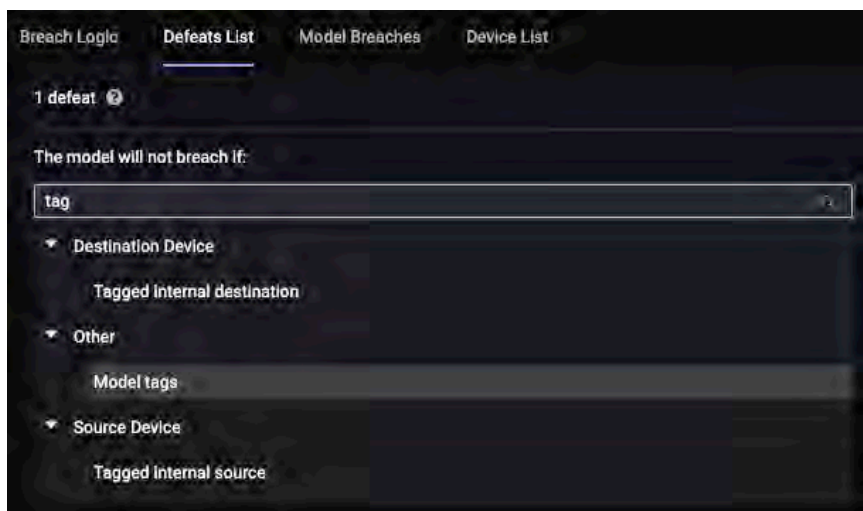 Breach Logic Defeats List Model Breaches Device List
1 defeat ?
The model will not breach if:
tag
Destination Device
Tagged internal destination
Other
Model tags
Source Device
Tagged internal source